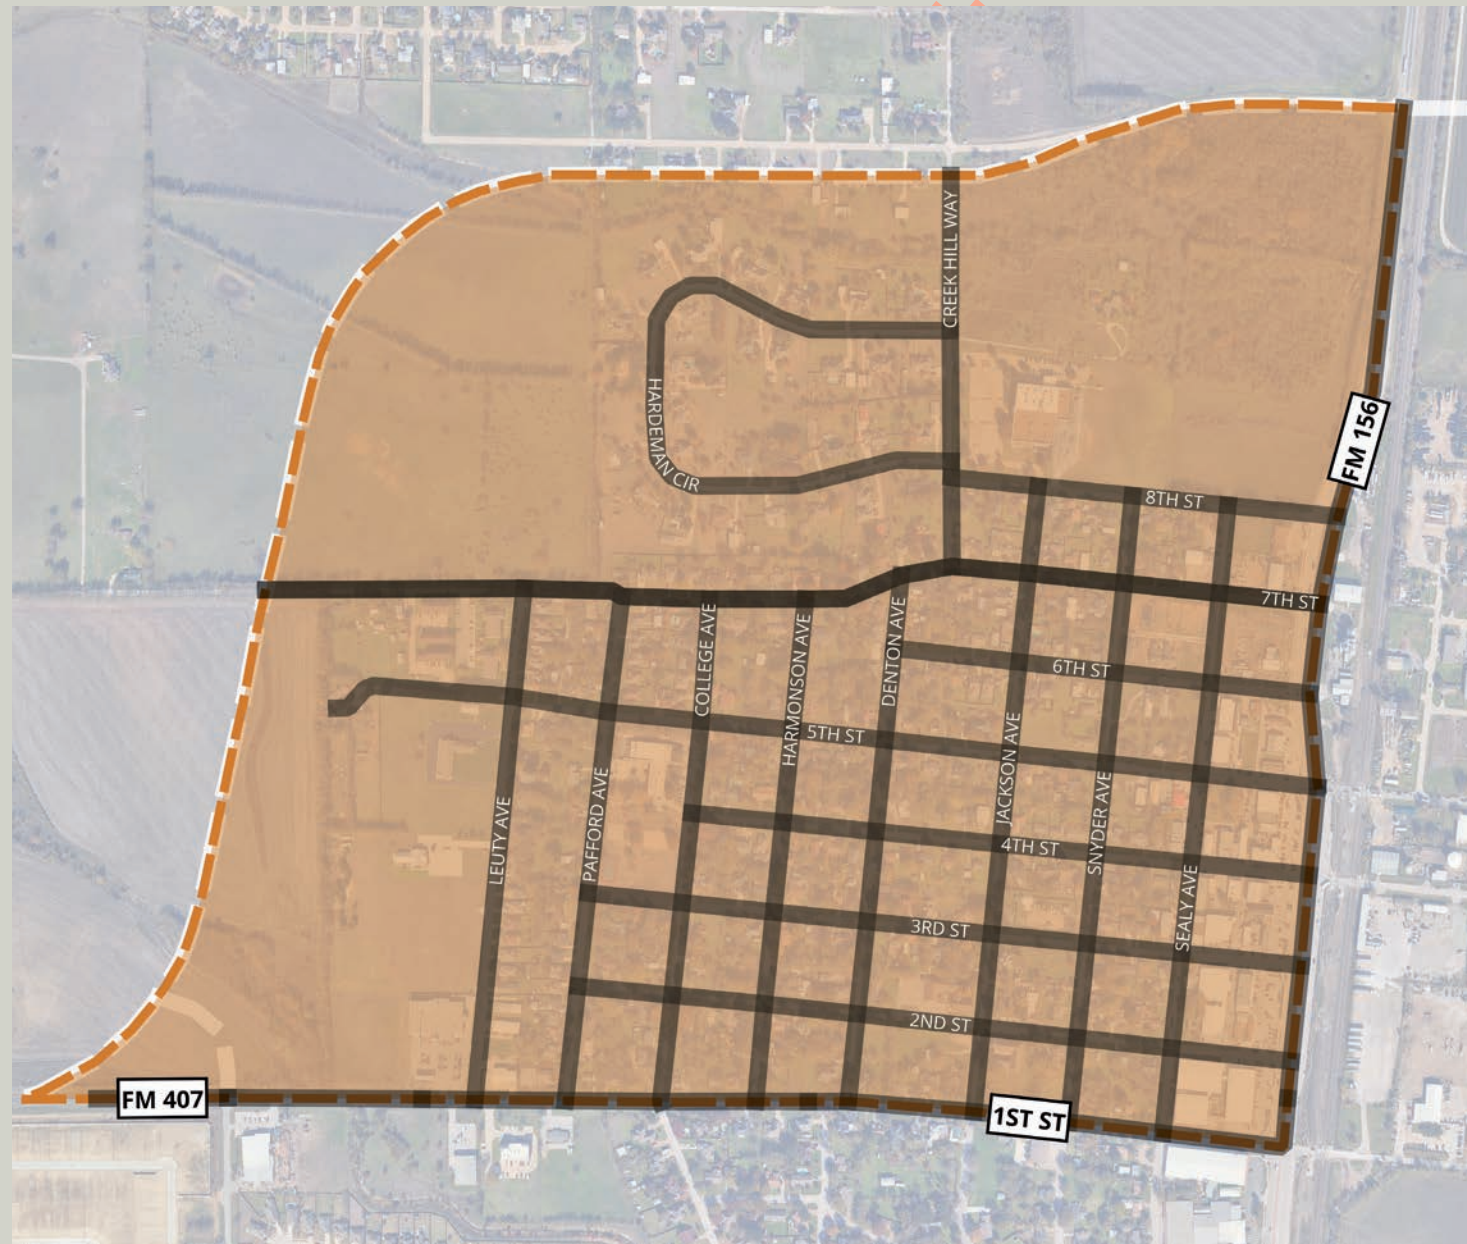 CREEK HILL WAY
HARDEMAN CIR
FM 156
8TH ST
7TH ST
COLLEGE AVE
HARMONSON AVE
DENTON AVE
6TH ST
5TH ST
JACKSON AVE
SNYDER AVE
LEUTY AVE
PAFFORD AVE
4TH ST
SEALY AVE
3RD ST
2ND ST
FM 407
1ST ST